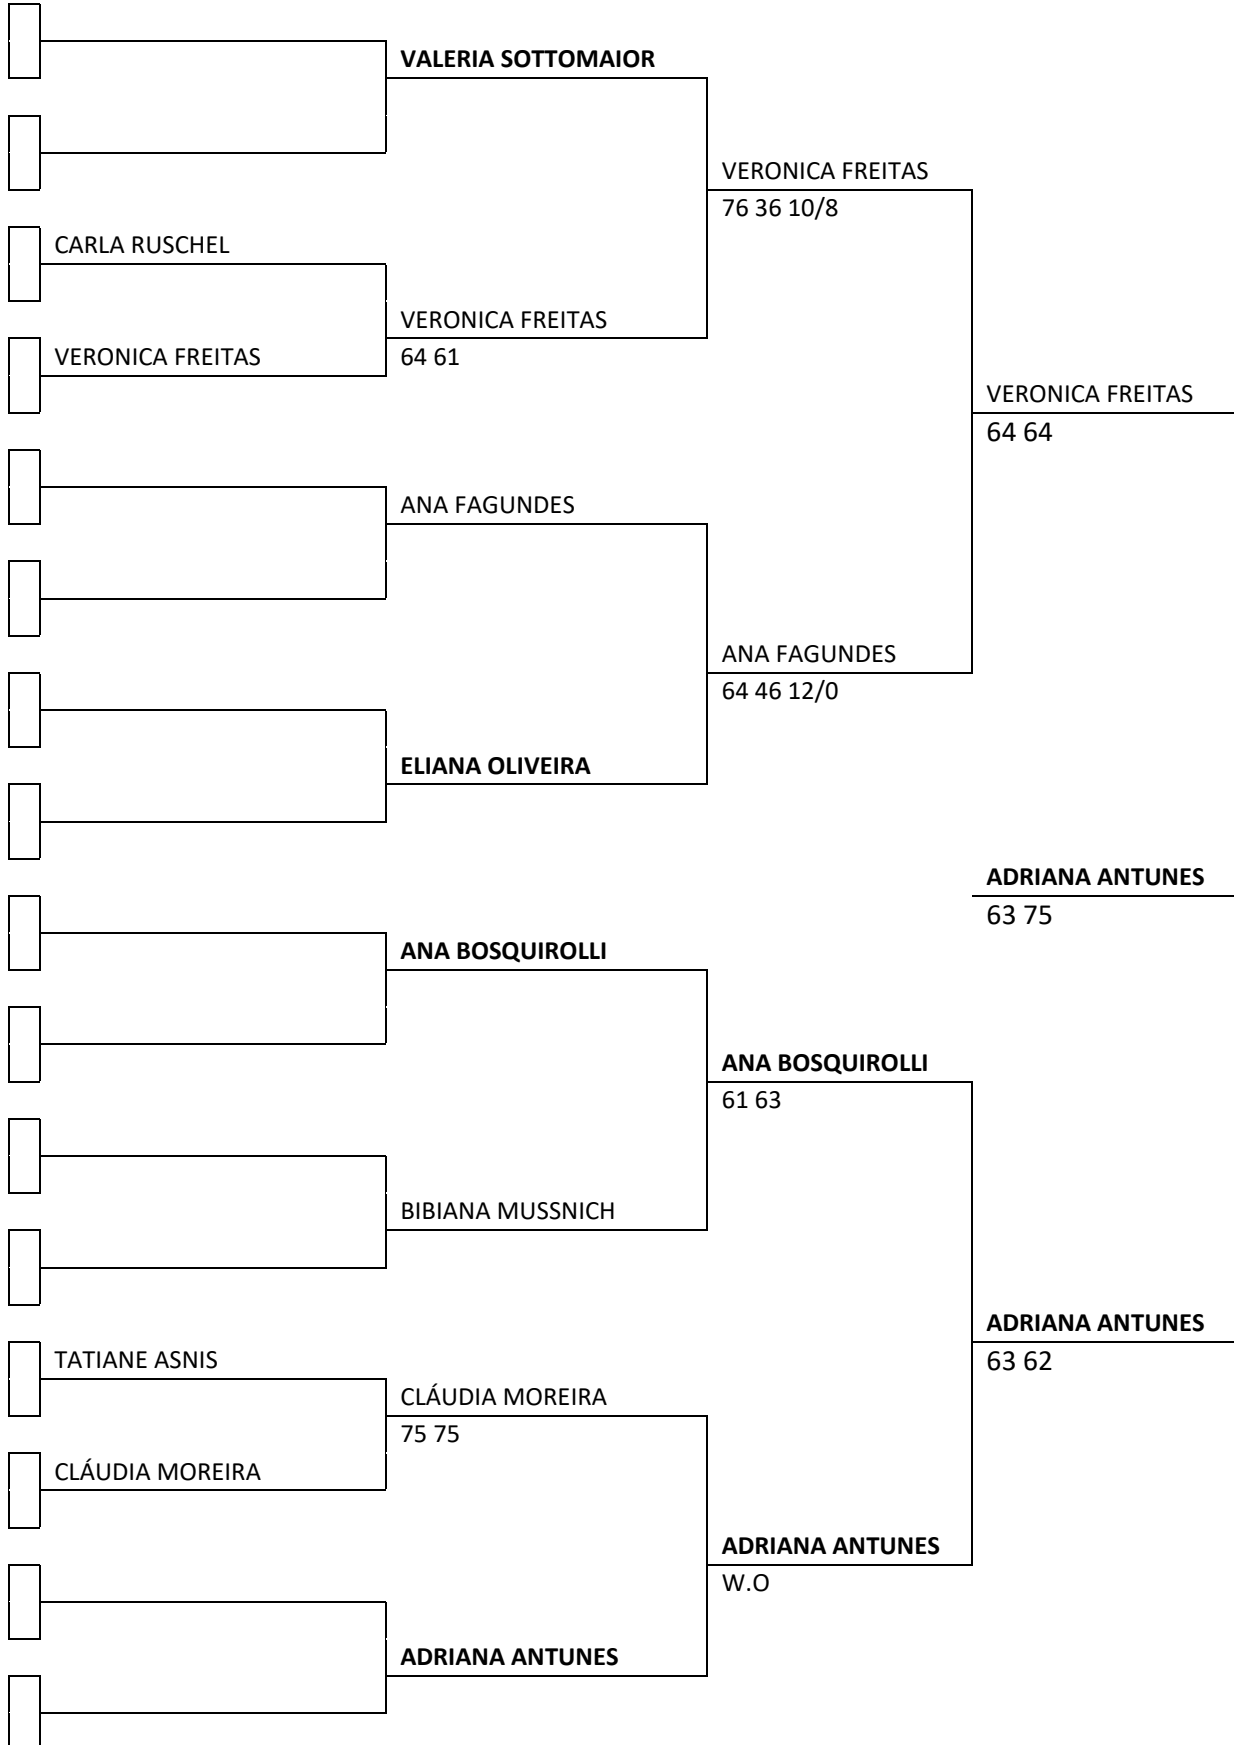 VALERIA SOTTOMAIOR
VERONICA FREITAS
76 36 10/8
CARLA RUSCHEL
VERONICA FREITAS
VERONICA FREITAS
64 61
VERONICA FREITAS
64 64
ANA FAGUNDES
ANA FAGUNDES
64 46 12/0
ELIANA OLIVEIRA
ADRIANA ANTUNES
63 75
ANA BOSQUIROLLI
ANA BOSQUIROLLI
61 63
BIBIANA MUSSNICH
ADRIANA ANTUNES
63 62
TATIANE ASNIS
CLÁUDIA MOREIRA
75 75
CLÁUDIA MOREIRA
ADRIANA ANTUNES
W.O
ADRIANA ANTUNES